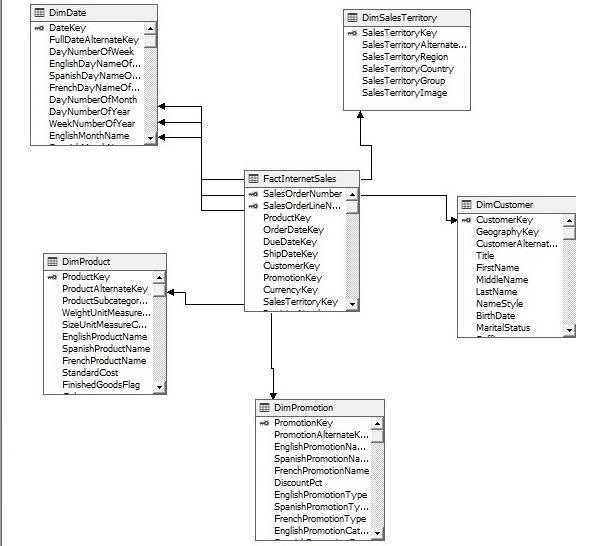 DimDate
DateKey
FullDateAlternateKey
DayNumberOfWeek
EnglishDayNameOf...
SpanishDayNameO...
FrenchDayNameOf...
DayNumberOfMonth
DayNumberOfYear
WeekNumberOfYear
EnglishMonthName
DimSalesTerritory
SalesTerritoryKey
SalesTerritoryAlternate...
SalesTerritoryRegion
SalesTerritoryCountry
SalesTerritoryGroup
SalesTerritoryImage
FactInternetSales
SalesOrderNumber
SalesOrderLineN...
ProductKey
OrderDateKey
DueDateKey
ShipDateKey
CustomerKey
PromotionKey
CurrencyKey
SalesTerritoryKey
DimCustomer
CustomerKey
GeographyKey
CustomerAlternat...
Title
FirstName
MiddleName
LastName
NameStyle
BirthDate
MaritalStatus
DimProduct
ProductKey
ProductAlternateKey
ProductSubcategor...
WeightUnitMeasure...
SizeUnitMeasureC...
EnglishProductName
SpanishProductName
FrenchProductName
StandardCost
FinishedGoodsFlag
DimPromotion
PromotionKey
PromotionAlternateK...
EnglishPromotionNa...
SpanishPromotionNa...
FrenchPromotionName
DiscountPct
EnglishPromotionType
SpanishPromotionTy...
FrenchPromotionType
EnglishPromotionCat...